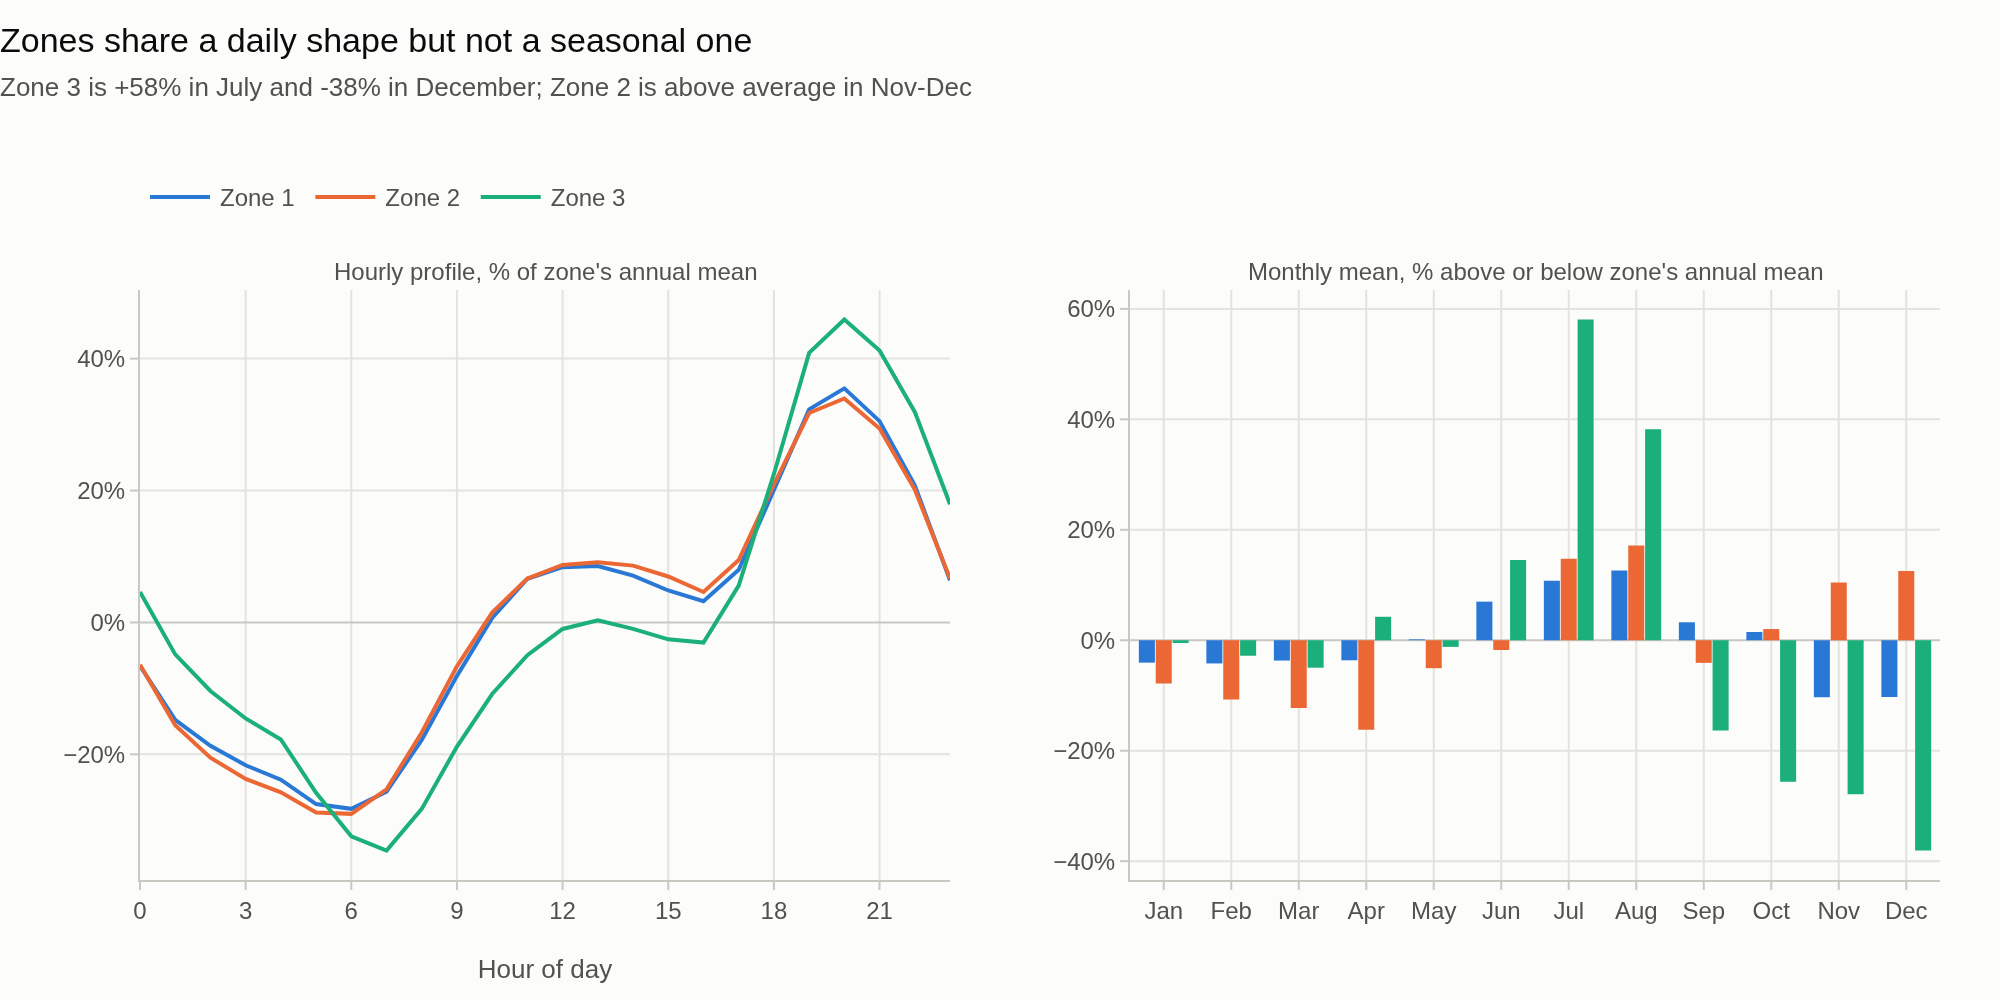 Zones share a daily shape but not a seasonal one
Zone 3 is +58% in July and -38% in December; Zone 2 is above average in Nov-Dec
Zone 1 Zone 2 Zone 3
Hourly profile, % of zone's annual mean
40%
20%
0%
−20%
0 3 6 9 12 15 18 21
Hour of day
Monthly mean, % above or below zone's annual mean
60%
40%
20%
0%
−20%
−40%
Jan Feb Mar Apr May Jun Jul Aug Sep Oct Nov Dec